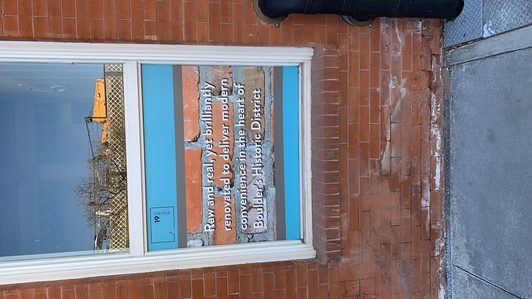 19
Raw and real, yet brilliantly
renovated to deliver modern
convenience in the heart of
Boulder's Historic District